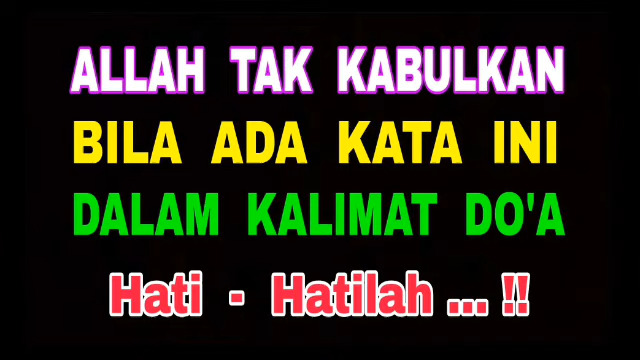 ALLAH TAK KABULKAN
BILA ADA KATA INI
DALAM KALIMAT DO'A
Hati - Hatilah ... !!